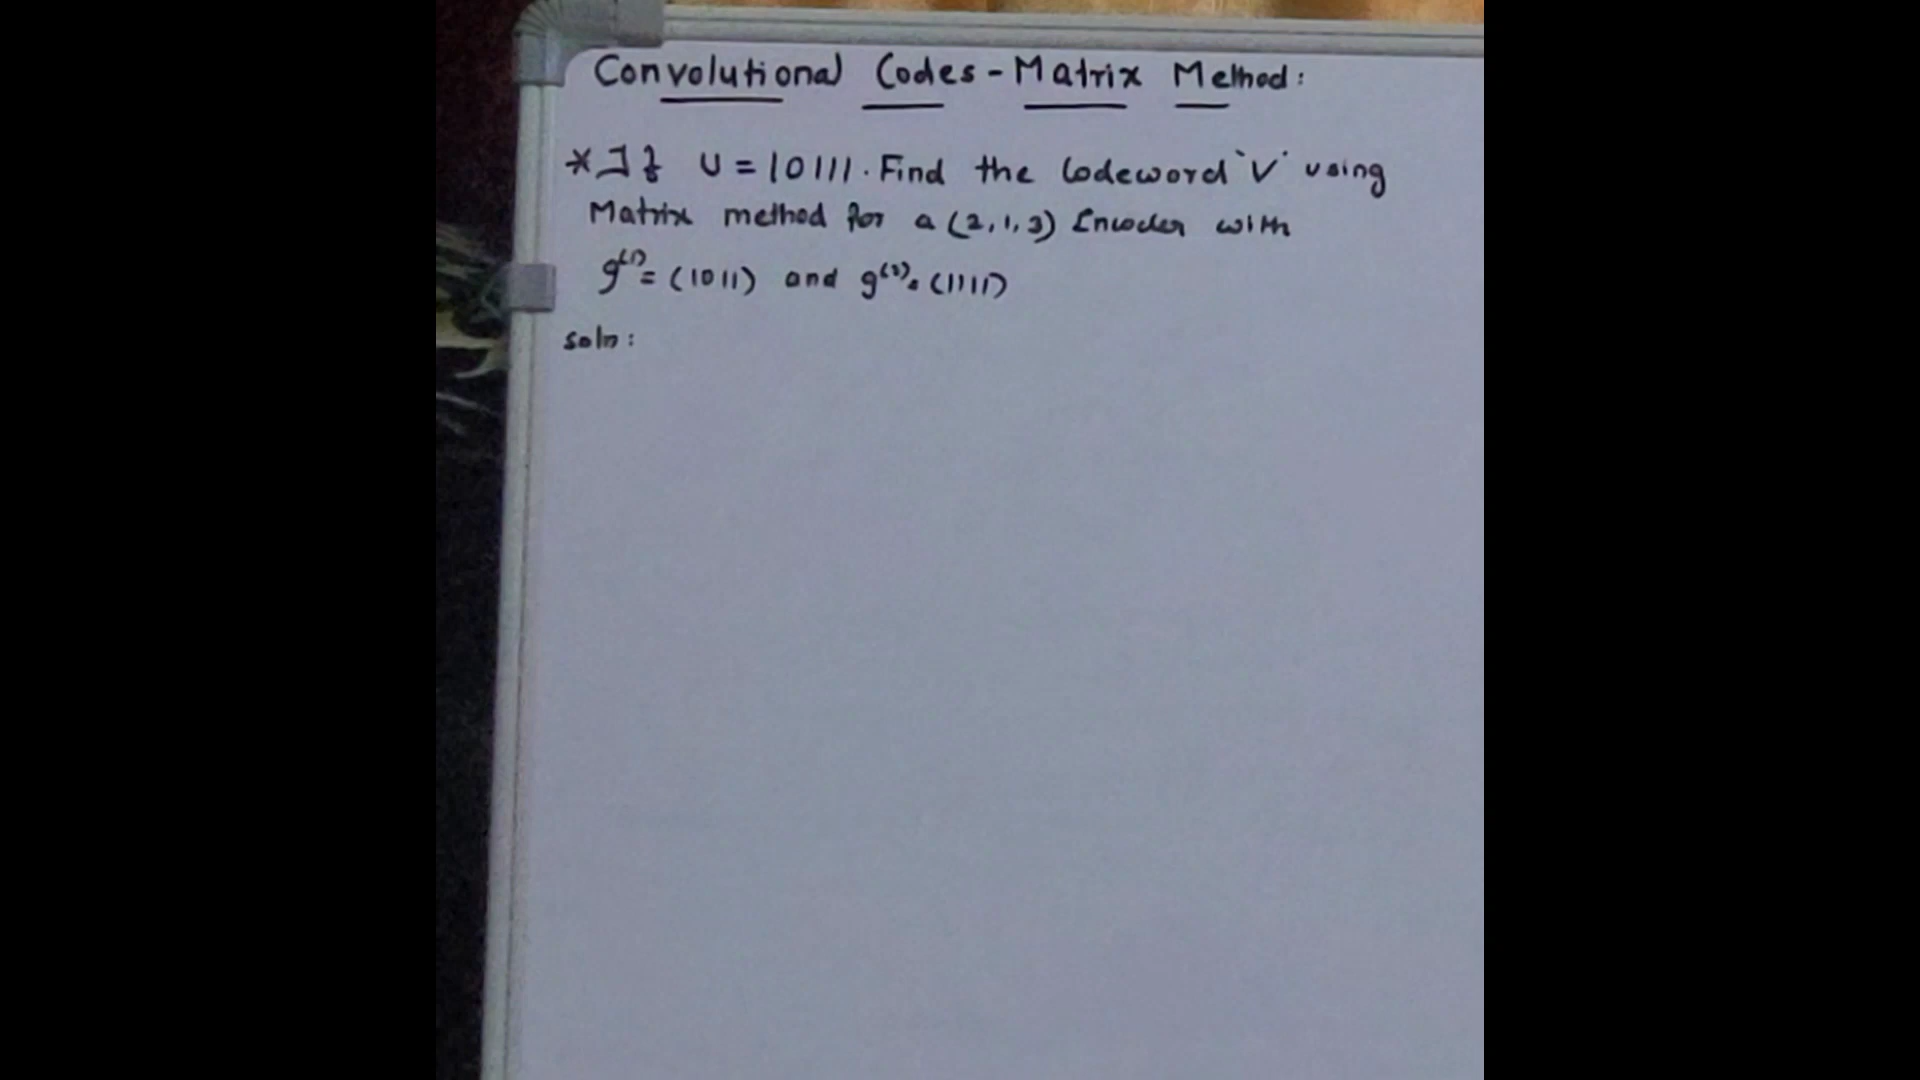 Convolutional Codes - Matrix Method:
* If U = 10111. Find the Codeword 'V' using
Matrix method for a (2,1,3) Encoder with
g⁽¹⁾ = (1011) and g⁽²⁾ = (1111)
soln: